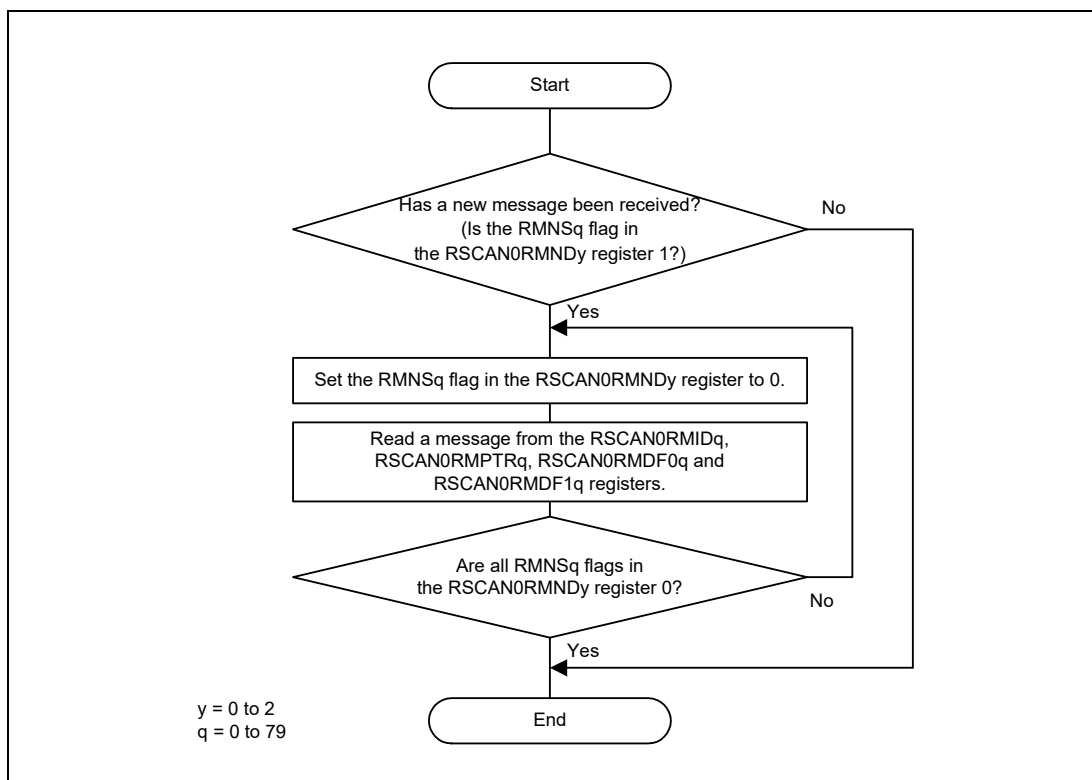 Start
Has a new message been received?
(Is the RMNSq flag in
the RSCAN0RMNDy register 1?)
No
Yes
Set the RMNSq flag in the RSCAN0RMNDy register to 0.
Read a message from the RSCAN0RMIDq,
RSCAN0RMPTRq, RSCAN0RMDF0q and
RSCAN0RMDF1q registers.
Are all RMNSq flags in
the RSCAN0RMNDy register 0?
No
Yes
End
y = 0 to 2
q = 0 to 79